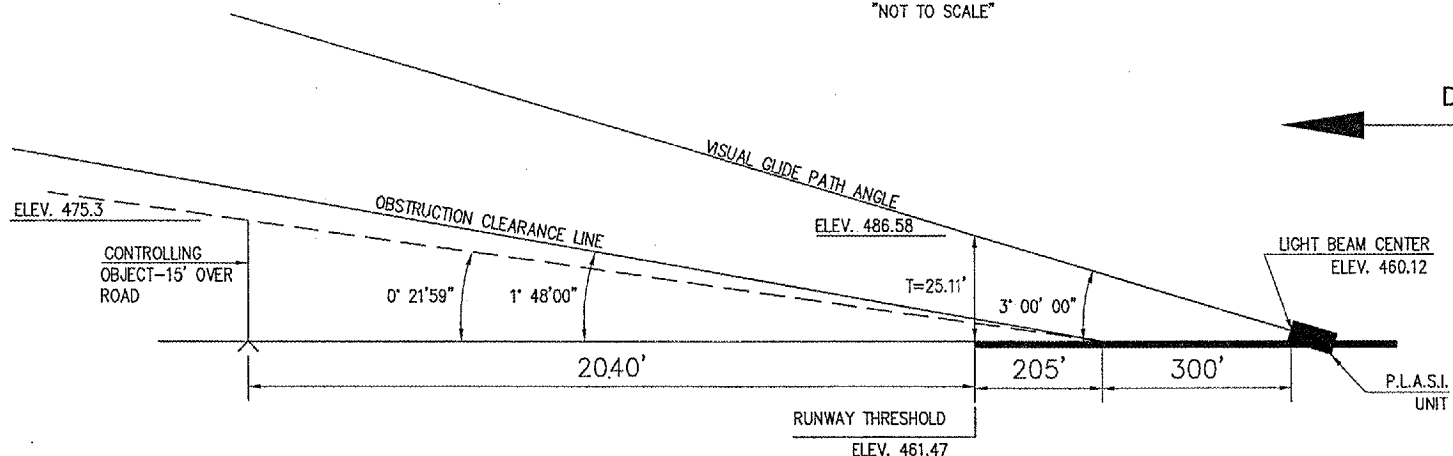 "NOT TO SCALE"
D
VISUAL GLIDE PATH ANGLE
OBSTRUCTION CLEARANCE LINE
ELEV. 475.3
ELEV. 486.58
CONTROLLING
OBJECT-15' OVER
ROAD
LIGHT BEAM CENTER
ELEV. 460.12
0° 21'59"
1° 48'00"
T=25.11'
3° 00' 00"
20,40'
205'
300'
P.L.A.S.I.
UNIT
RUNWAY THRESHOLD
ELEV. 461.47